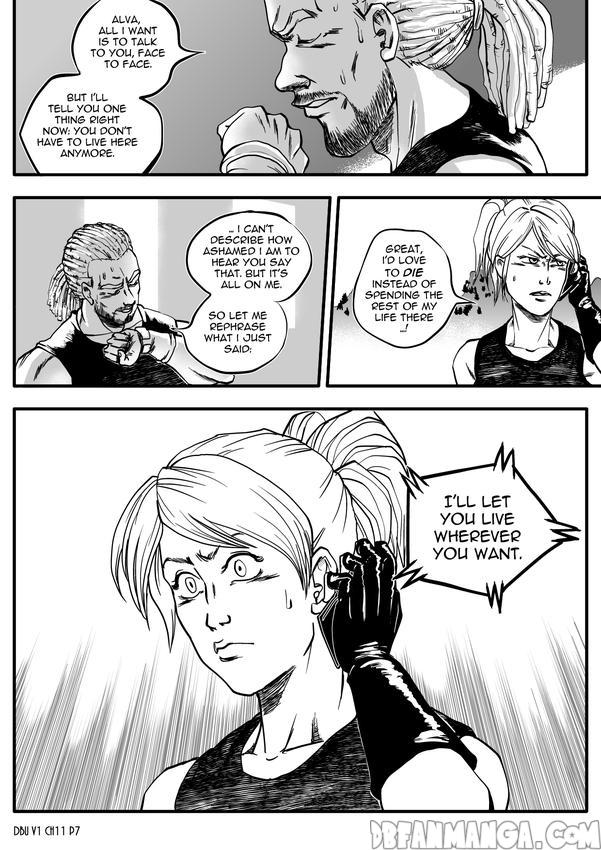 ALVA,
ALL I WANT
IS TO TALK
TO YOU, FACE
TO FACE.
BUT I'LL
TELL YOU ONE
THING RIGHT
NOW: YOU DON'T
HAVE TO LIVE HERE
ANYMORE.
GREAT,
I'D LOVE
TO DIE
INSTEAD OF
SPENDING THE
REST OF MY
LIFE THERE
...!
.. I CAN'T
DESCRIBE HOW
ASHAMED I AM TO
HEAR YOU SAY
THAT. BUT IT'S
ALL ON ME.
SO LET ME
REPHRASE
WHAT I JUST
SAID:
I'LL LET
YOU LIVE
WHEREVER
YOU WANT.
DBU V1 CH11 P7
DBFANMANGA.COM